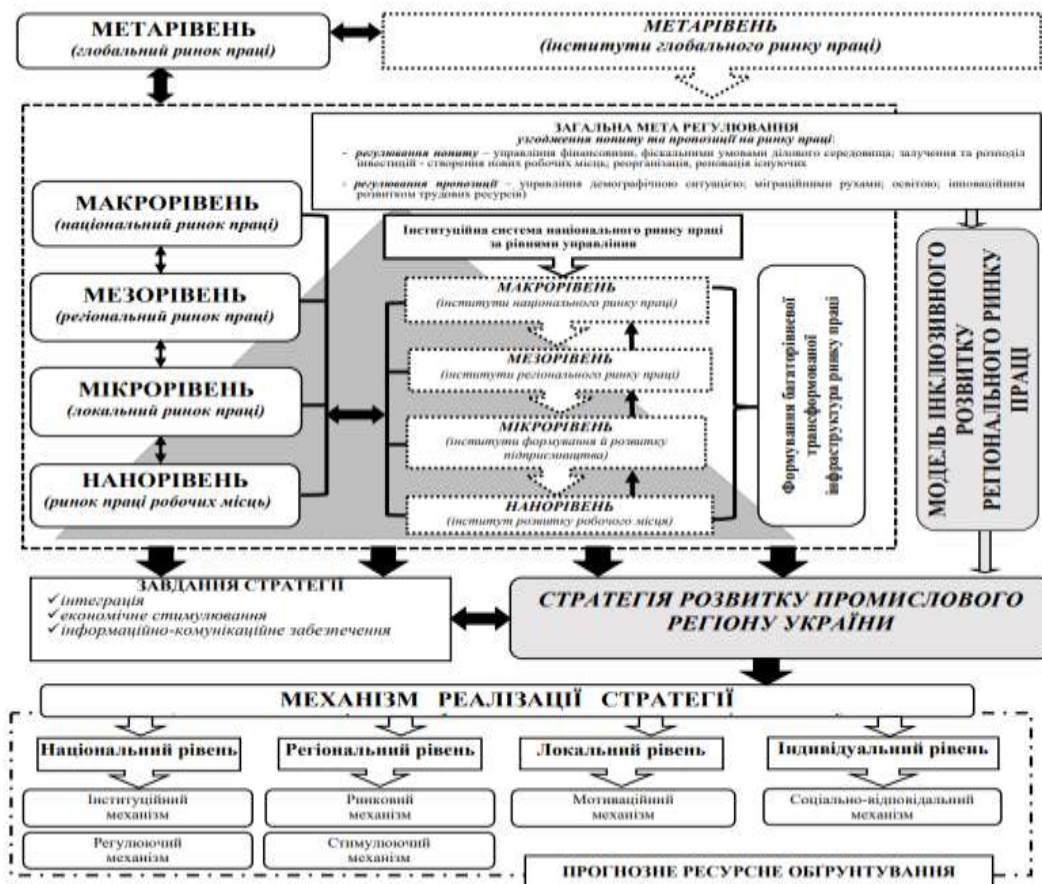 МЕТАРІВЕНЬ
(глобальний ринок праці)
МЕТАРІВЕНЬ
(інститути глобального ринку праці)
ЗАГАЛЬНА МЕТА РЕГУЛЮВАННЯ
узгодження попиту та пропозиції на ринку праці:
- регулювання попиту – управління фінансовими, фіскальними умовами ділового середовища; залучення та розподіл
інвестицій - створення нових робочих місць; реорганізація, реновація існуючих
- регулювання пропозиції – управління демографічною ситуацією; міграційними рухами; освітою; інноваційним
розвитком трудових ресурсів)
МАКРОРІВЕНЬ
(національний ринок праці)
МЕЗОРІВЕНЬ
(регіональний ринок праці)
МІКРОРІВЕНЬ
(локальний ринок праці)
НАНОРІВЕНЬ
(ринок праці робочих місць)
Інституційна система національного ринку праці
за рівнями управління
МАКРОРІВЕНЬ
(інститути національного ринку праці)
МЕЗОРІВЕНЬ
(інститути регіонального ринку праці)
МІКРОРІВЕНЬ
(інститути формування й розвитку
підприємництва)
НАНОРІВЕНЬ
(інститут розвитку робочого місця)
Формування багаторівневої
трансформованої
інфраструктура ринку праці
МОДЕЛЬ ІНКЛЮЗИВНОГО
РОЗВИТКУ
РЕГІОНАЛЬНОГО РИНКУ
ПРАЦІ
ЗАВДАННЯ СТРАТЕГІЇ
✓інтеграція
✓економічне стимулювання
✓інформаційно-комунікаційне забезпечення
СТРАТЕГІЯ РОЗВИТКУ ПРОМИСЛОВОГО
РЕГІОНУ УКРАЇНИ
МЕХАНІЗМ РЕАЛІЗАЦІЇ СТРАТЕГІЇ
Національний рівень
Регіональний рівень
Локальний рівень
Індивідуальний рівень
Інституційний
механізм
Ринковий
механізм
Мотиваційний
механізм
Соціально-відповідальний
механізм
Регулюючий
механізм
Стимулюючий
механізм
ПРОГНОЗНЕ РЕСУРСНЕ ОБҐРУНТУВАННЯ